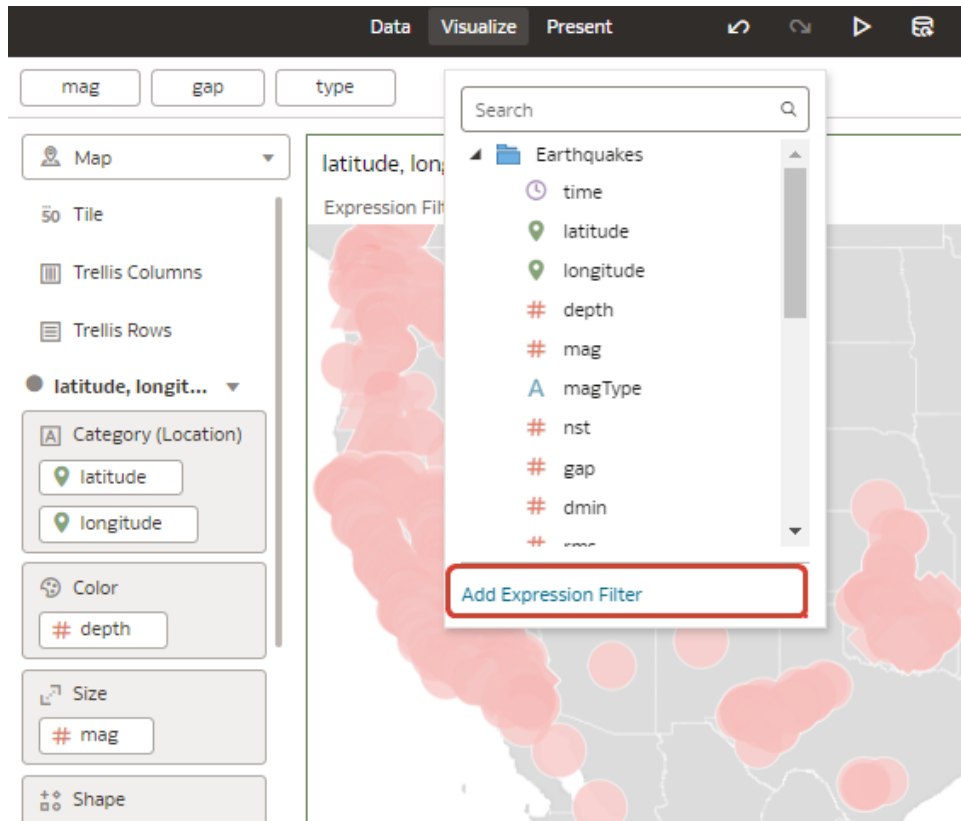 Data Visualize Present
mag gap type
Search
Map
Earthquakes
latitude, lon
time
Tile
Expression Filt
latitude
Trellis Columns
longitude
depth
Trellis Rows
mag
latitude, longit...
magType
nst
Category (Location)
gap
latitude
dmin
longitude
rms
Color
Add Expression Filter
# depth
Size
# mag
Shape